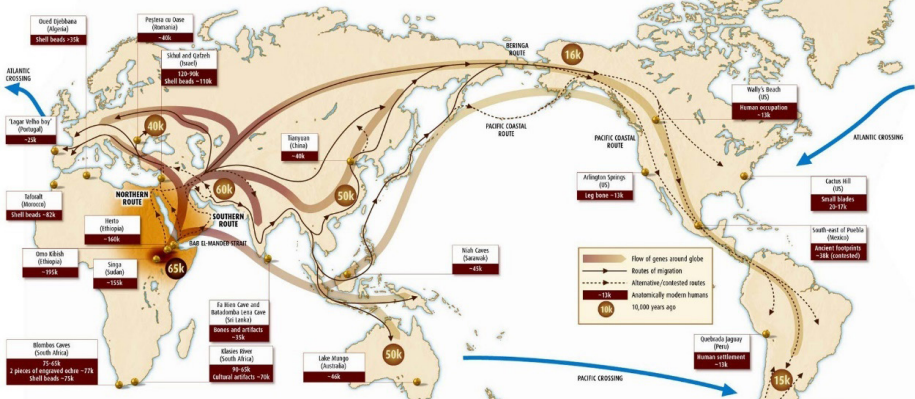 Oued Djebbana
(Algeria)
Shell beads >35k
Peştera cu Oase
(Romania)
~40k
Skhul and Qafzeh
(Israel)
120-90k
Shell beads ~110k
ATLANTIC
CROSSING
'Lagar Velho boy'
(Portugal)
~25k
40k
Tianyuan
(China)
~40k
BERINGA
ROUTE
16k
PACIFIC COASTAL
ROUTE
PACIFIC COASTAL
ROUTE
Wally's Beach
(US)
Human occupation
~13k
ATLANTIC CROSSING
Taforalt
(Morocco)
Shell beads ~82k
NORTHERN
ROUTE
60k
SOUTHERN
ROUTE
50k
Arlington Springs
(US)
Leg bone ~13k
Cactus Hill
(US)
Small blades
20-17k
Herto
(Ethiopia)
~160k
BAB EL-MANDEB STRAIT
Omo Kibish
(Ethiopia)
~195k
Singa
(Sudan)
~155k
65k
Niah Caves
(Sarawak)
~45k
South-east of Puebla
(Mexico)
Ancient footprints
~38k (contested)
Flow of genes around globe
Routes of migration
Alternative/contested routes
~13k
Anatomically modern humans
10k
10,000 years ago
Fa Hien Cave and
Batadomba Lena Cave
(Sri Lanka)
Bones and artifacts
~35k
Blombos Caves
(South Africa)
75-65k
2 pieces of engraved ochre ~77k
Shell beads ~75k
Klasies River
(South Africa)
90-65k
Cultural artifacts ~70k
Lake Mungo
(Australia)
~46k
50k
PACIFIC CROSSING
Quebrada Jaguay
(Peru)
Human settlement
~13k
15k